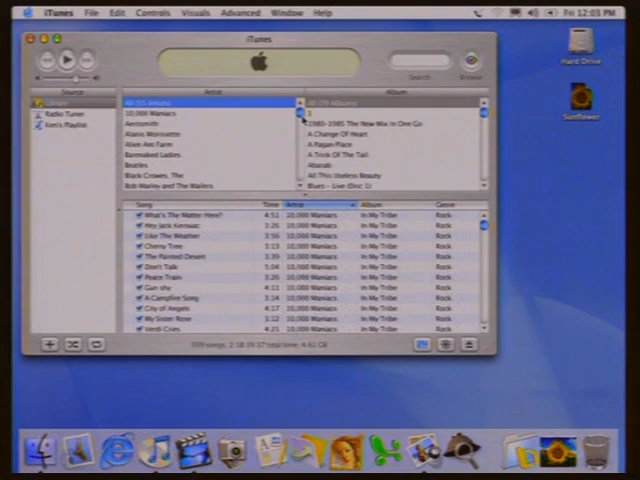 iTunes File Edit Controls Visuals Advanced Window Help Fri 12:03 PM
iTunes
Search Browse
Source Artist Album
Library
Radio Tuner
Ken's Playlist
All (55 Artists)
10,000 Maniacs
Aerosmith
Alanis Morissette
Alien Ant Farm
Barenaked Ladies
Beatles
Black Crowes, The
Bob Marley and The Wailers
All (79 Albums)
1
1980-1985 The New Mix In One Go
A Change Of Heart
A Pagan Place
A Trick Of The Tail
Abacab
All This Useless Beauty
Blues - Live (Disc 1)
Song Time Artist Album Genre
What's The Matter Here? 4:51 10,000 Maniacs In My Tribe Rock
Hey Jack Kerouac 3:26 10,000 Maniacs In My Tribe Rock
Like The Weather 3:56 10,000 Maniacs In My Tribe Rock
Cherry Tree 3:13 10,000 Maniacs In My Tribe Rock
The Painted Desert 3:39 10,000 Maniacs In My Tribe Rock
Don't Talk 5:04 10,000 Maniacs In My Tribe Rock
Peace Train 3:26 10,000 Maniacs In My Tribe Rock
Gun Shy 4:11 10,000 Maniacs In My Tribe Rock
A Campfire Song 3:14 10,000 Maniacs In My Tribe Rock
City of Angels 4:17 10,000 Maniacs In My Tribe Rock
My Sister Rose 3:12 10,000 Maniacs In My Tribe Rock
Verdi Cries 4:21 10,000 Maniacs In My Tribe Rock
total time, 4.61 GB
Hard Drive
Sunflower